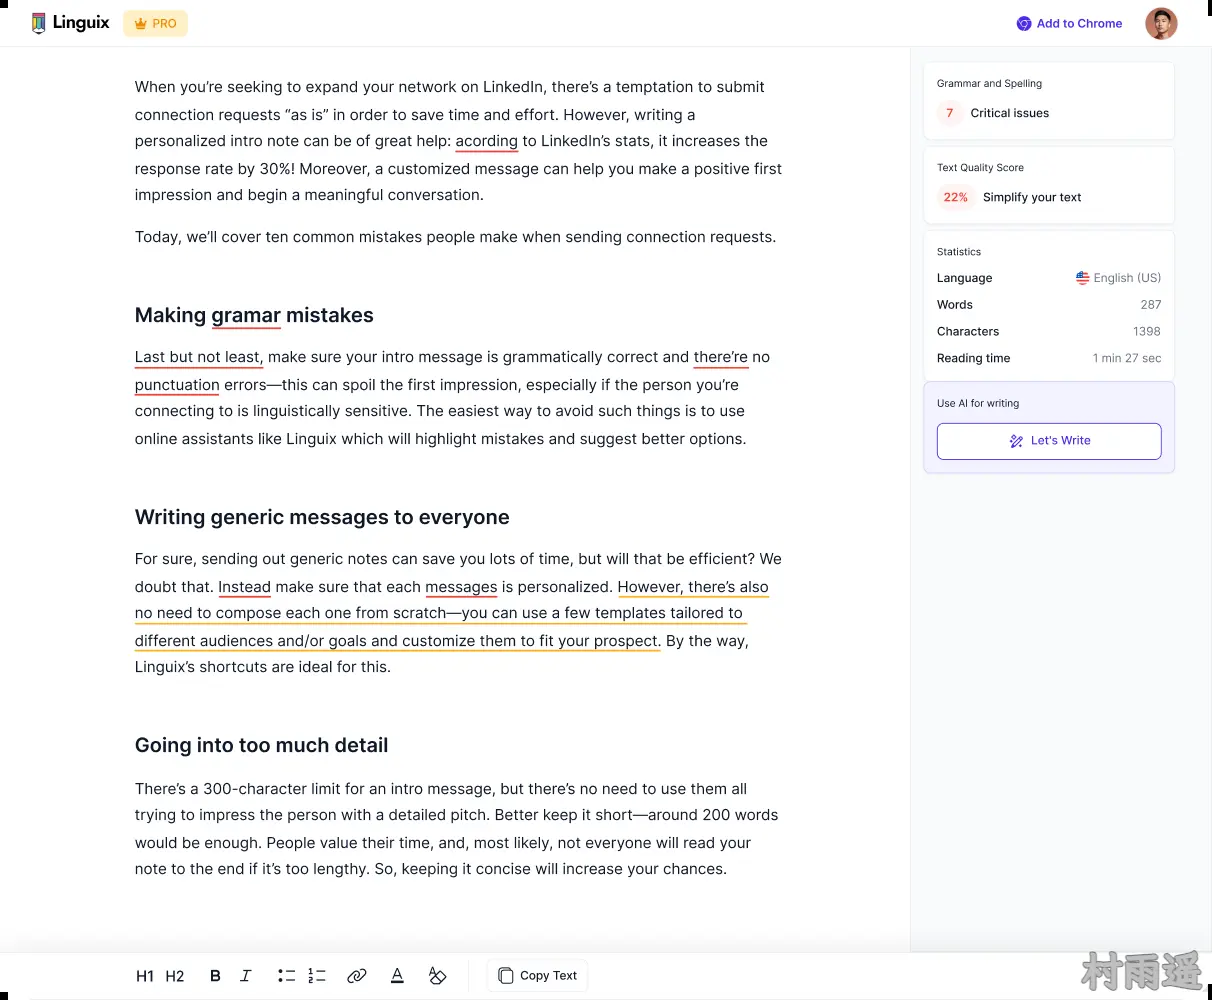 Linguix
PRO
Add to Chrome
When you’re seeking to expand your network on LinkedIn, there’s a temptation to submit
connection requests “as is” in order to save time and effort. However, writing a
personalized intro note can be of great help: acording to LinkedIn’s stats, it increases the
response rate by 30%! Moreover, a customized message can help you make a positive first
impression and begin a meaningful conversation.
Today, we’ll cover ten common mistakes people make when sending connection requests.
Making gramar mistakes
Last but not least, make sure your intro message is grammatically correct and there’re no
punctuation errors—this can spoil the first impression, especially if the person you’re
connecting to is linguistically sensitive. The easiest way to avoid such things is to use
online assistants like Linguix which will highlight mistakes and suggest better options.
Writing generic messages to everyone
For sure, sending out generic notes can save you lots of time, but will that be efficient? We
doubt that. Instead make sure that each messages is personalized. However, there’s also
no need to compose each one from scratch—you can use a few templates tailored to
different audiences and/or goals and customize them to fit your prospect. By the way,
Linguix’s shortcuts are ideal for this.
Going into too much detail
There’s a 300-character limit for an intro message, but there’s no need to use them all
trying to impress the person with a detailed pitch. Better keep it short—around 200 words
would be enough. People value their time, and, most likely, not everyone will read your
note to the end if it’s too lengthy. So, keeping it concise will increase your chances.
Grammar and Spelling
7 Critical issues
Text Quality Score
22% Simplify your text
Statistics
Language English (US)
Words 287
Characters 1398
Reading time 1 min 27 sec
Use AI for writing
Let's Write
H1 H2 B I A Copy Text
村雨遥